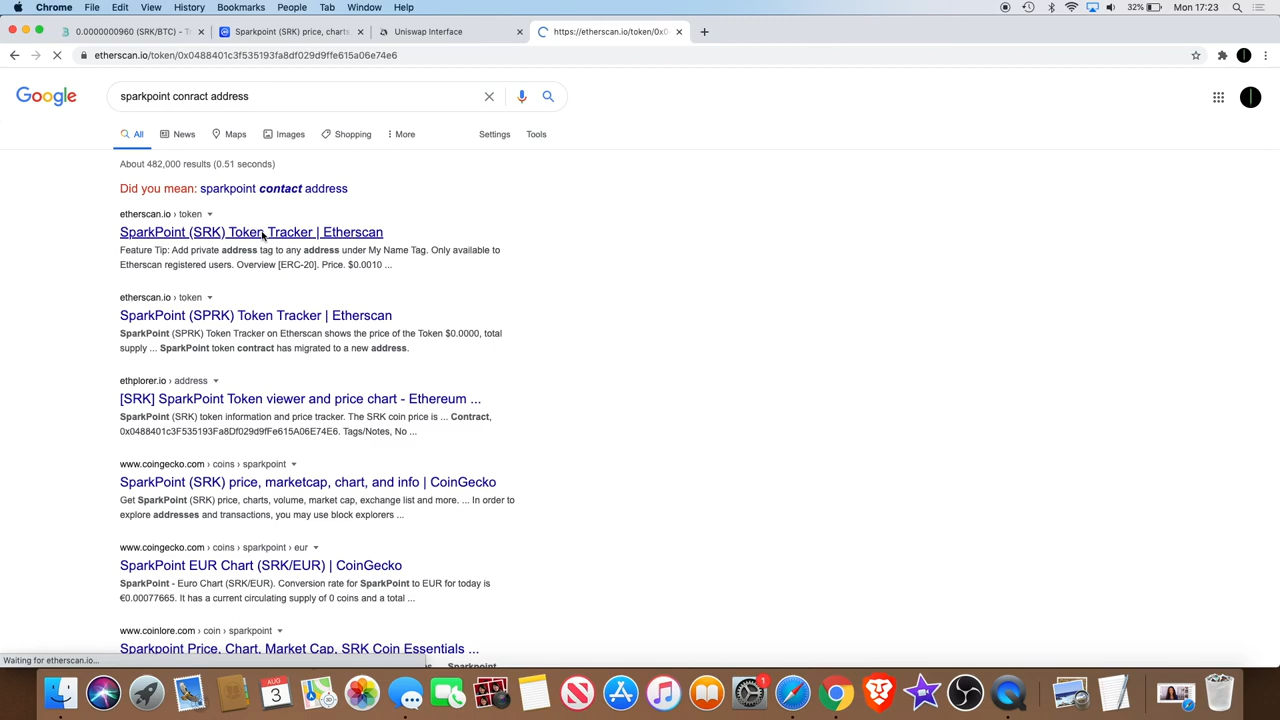 Chrome File Edit View History Bookmarks People Tab Window Help 32% Mon 17:23
0.0000000960 (SRK/BTC) - Tr Sparkpoint (SRK) price, charts, Uniswap Interface https://etherscan.io/token/0x0
etherscan.io/token/0x0488401c3f535193fa8df029d9ffe615a06e74e6
Google sparkpoint conract address
All News Maps Images Shopping More Settings Tools
About 482,000 results (0.51 seconds)
Did you mean: sparkpoint contact address
etherscan.io › token
SparkPoint (SRK) Token Tracker | Etherscan
Feature Tip: Add private address tag to any address under My Name Tag. Only available to
Etherscan registered users. Overview [ERC-20]. Price. $0.0010 ...
etherscan.io › token
SparkPoint (SPRK) Token Tracker | Etherscan
SparkPoint (SPRK) Token Tracker on Etherscan shows the price of the Token $0.0000, total
supply ... SparkPoint token contract has migrated to a new address.
ethplorer.io › address
[SRK] SparkPoint Token viewer and price chart - Ethereum ...
SparkPoint (SRK) token information and price tracker. The SRK coin price is ... Contract,
0x0488401c3F535193Fa8Df029d9fFe615A06E74E6. Tags/Notes, No ...
www.coingecko.com › coins › sparkpoint
SparkPoint (SRK) price, marketcap, chart, and info | CoinGecko
Get SparkPoint (SRK) price, charts, volume, market cap, exchange list and more. ... In order to
explore addresses and transactions, you may use block explorers ...
www.coingecko.com › coins › sparkpoint › eur
SparkPoint EUR Chart (SRK/EUR) | CoinGecko
SparkPoint - Euro Chart (SRK/EUR). Conversion rate for SparkPoint to EUR for today is
€0.00077665. It has a current circulating supply of 0 coins and a total ...
www.coinlore.com › coin › sparkpoint
Sparkpoint Price, Chart, Market Cap, SRK Coin Essentials ...
Waiting for etherscan.io...
Sparkpoint
AUG
3
1